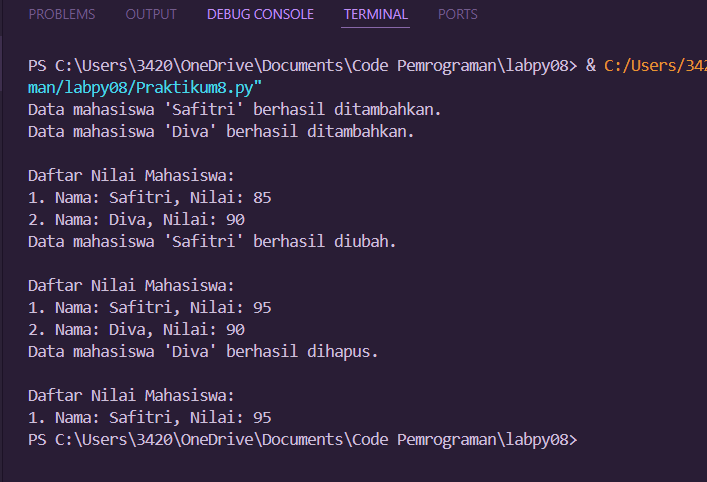 PROBLEMS OUTPUT DEBUG CONSOLE TERMINAL PORTS
PS C:\Users\3420\OneDrive\Documents\Code Pemrograman\labpy08> & C:/Users/342
man/labpy08/Praktikum8.py"
Data mahasiswa 'Safitri' berhasil ditambahkan.
Data mahasiswa 'Diva' berhasil ditambahkan.
Daftar Nilai Mahasiswa:
1. Nama: Safitri, Nilai: 85
2. Nama: Diva, Nilai: 90
Data mahasiswa 'Safitri' berhasil diubah.
Daftar Nilai Mahasiswa:
1. Nama: Safitri, Nilai: 95
2. Nama: Diva, Nilai: 90
Data mahasiswa 'Diva' berhasil dihapus.
Daftar Nilai Mahasiswa:
1. Nama: Safitri, Nilai: 95
PS C:\Users\3420\OneDrive\Documents\Code Pemrograman\labpy08>